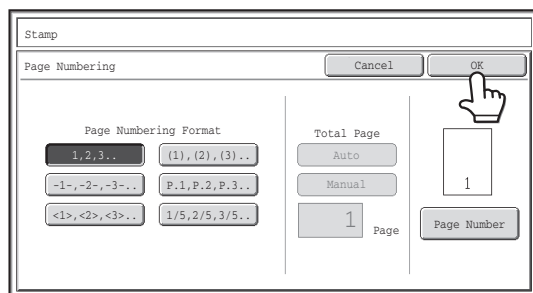 Stamp
Page Numbering
Cancel
OK
Page Numbering Format
1,2,3..
(1),(2),(3)..
-1-,-2-,-3-..
P.1,P.2,P.3..
<1>,<2>,<3>..
1/5,2/5,3/5..
Total Page
Auto
Manual
1
Page
1
Page Number